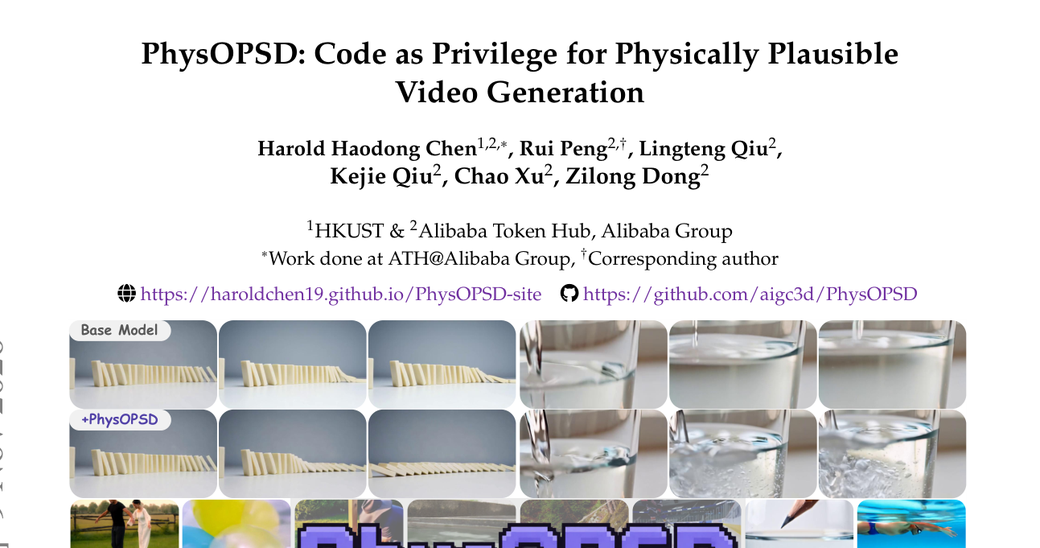 PhysOPSD: Code as Privilege for Physically Plausible
Video Generation
Harold Haodong Chen1,2,*, Rui Peng2,†, Lingteng Qiu2,
Kejie Qiu2, Chao Xu2, Zilong Dong2
1HKUST & 2Alibaba Token Hub, Alibaba Group
*Work done at ATH@Alibaba Group, †Corresponding author
https://haroldchen19.github.io/PhysOPSD-site https://github.com/aigc3d/PhysOPSD
Base Model
+PhysOPSD
PhysOPSD